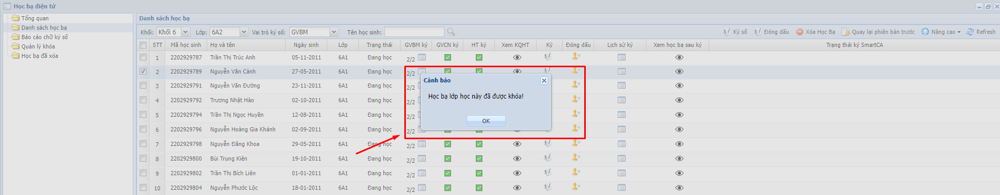 Học bạ điện tử
Tổng quan
Danh sách học bạ
Báo cáo chữ ký số
Quản lý khóa
Học bạ đã xóa
Danh sách học bạ
Khối: Khối 6 Lớp: 6A2 Vai trò ký số: GVBM Tên học sinh: Ký số Đóng dấu Xóa Học Bạ Quay lại phiên bản trước Nâng cao Refresh
STT Mã học sinh Họ và tên Ngày sinh Lớp Trạng thái GVBM ký GVCN ký HT ký Xem KQHT Ký Đóng dấu Lịch sử ký Xem học bạ sau ký Trạng thái ký SmartCA
1 2202929787 Trần Thị Trúc Anh 05-11-2011 6A1 Đang học 2/2
2 2202929789 Nguyễn Văn Cảnh 27-05-2011 6A1 Đang học 2/2
3 2202929791 Nguyễn Văn Đường 23-11-2011 6A1 Đang học 2/2
4 2202929792 Trương Nhật Hào 02-10-2011 6A1 Đang học 2/2
5 2202929794 Trần Thị Ngọc Huyền 12-08-2011 6A1 Đang học 2/2
6 2202929796 Nguyễn Hoàng Gia Khánh 02-09-2011 6A1 Đang học 2/2
7 2202929798 Nguyễn Đăng Khoa 29-05-2011 6A1 Đang học 2/2
8 2202929800 Bùi Trung Kiên 19-10-2011 6A1 Đang học 2/2
9 2202929802 Trần Thị Bích Liên 01-01-2011 6A1 Đang học 2/2
10 2202929804 Nguyễn Phước Lộc 18-01-2011 6A1 Đang học 2/2
Cảnh báo
Học bạ lớp học này đã được khóa!
OK